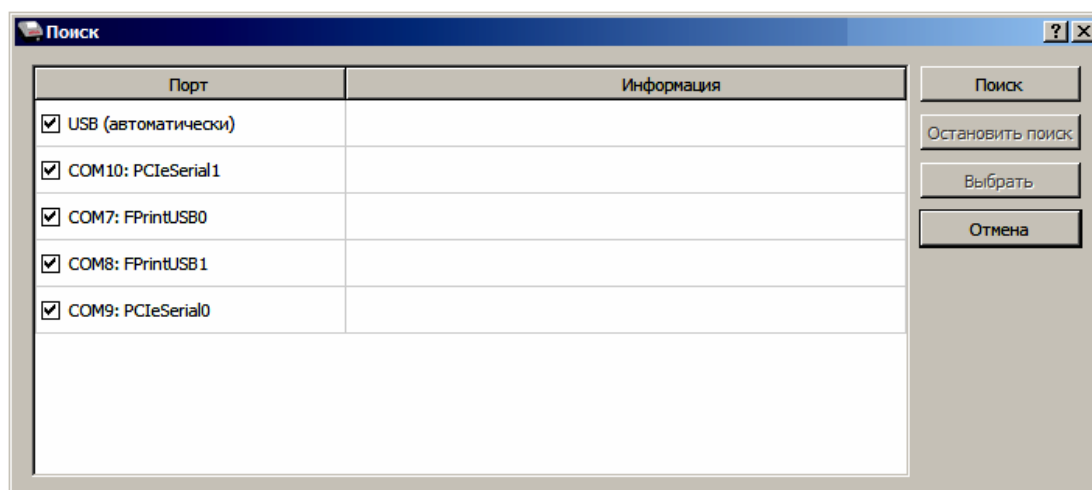 Поиск
Порт Информация Поиск
USB (автоматически)
Остановить поиск
COM10: PCIeSerial1
Выбрать
COM7: FPrintUSB0
Отмена
COM8: FPrintUSB1
COM9: PCIeSerial0